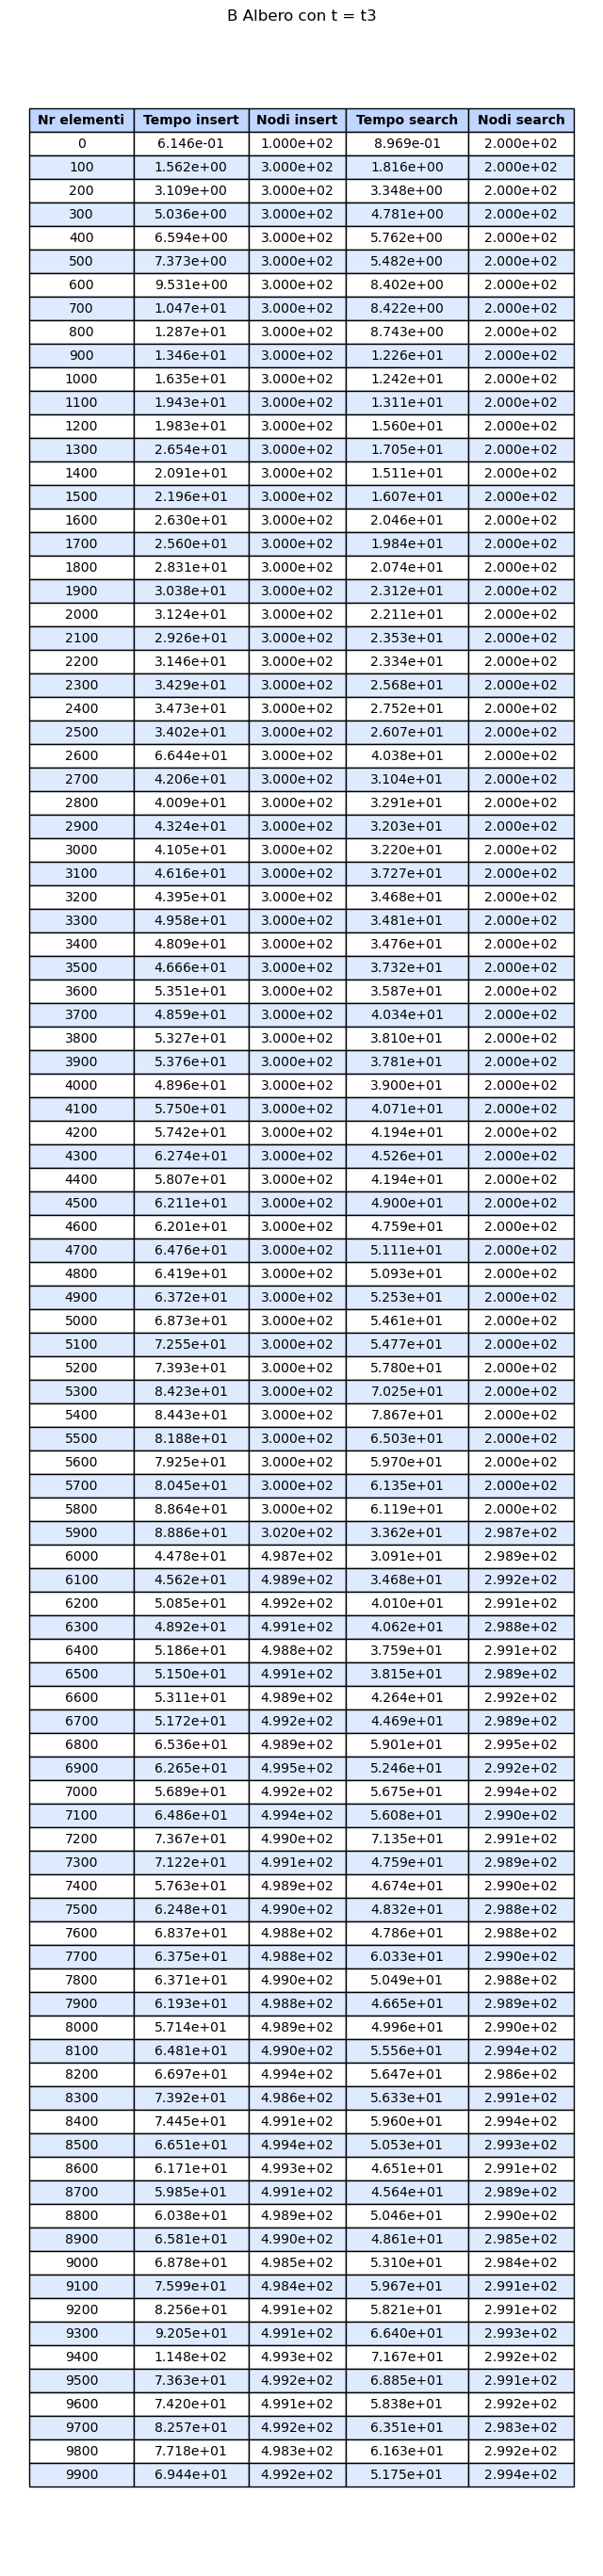 B Albero con t = t3
Nr elementi Tempo insert Nodi insert Tempo search Nodi search
0 6.146e-01 1.000e+02 8.969e-01 2.000e+02
100 1.562e+00 3.000e+02 1.816e+00 2.000e+02
200 3.109e+00 3.000e+02 3.348e+00 2.000e+02
300 5.036e+00 3.000e+02 4.781e+00 2.000e+02
400 6.594e+00 3.000e+02 5.762e+00 2.000e+02
500 7.373e+00 3.000e+02 5.482e+00 2.000e+02
600 9.531e+00 3.000e+02 8.402e+00 2.000e+02
700 1.047e+01 3.000e+02 8.422e+00 2.000e+02
800 1.287e+01 3.000e+02 8.743e+00 2.000e+02
900 1.346e+01 3.000e+02 1.226e+01 2.000e+02
1000 1.635e+01 3.000e+02 1.242e+01 2.000e+02
1100 1.943e+01 3.000e+02 1.311e+01 2.000e+02
1200 1.983e+01 3.000e+02 1.560e+01 2.000e+02
1300 2.654e+01 3.000e+02 1.705e+01 2.000e+02
1400 2.091e+01 3.000e+02 1.511e+01 2.000e+02
1500 2.196e+01 3.000e+02 1.607e+01 2.000e+02
1600 2.630e+01 3.000e+02 2.046e+01 2.000e+02
1700 2.560e+01 3.000e+02 1.984e+01 2.000e+02
1800 2.831e+01 3.000e+02 2.074e+01 2.000e+02
1900 3.038e+01 3.000e+02 2.312e+01 2.000e+02
2000 3.124e+01 3.000e+02 2.211e+01 2.000e+02
2100 2.926e+01 3.000e+02 2.353e+01 2.000e+02
2200 3.146e+01 3.000e+02 2.334e+01 2.000e+02
2300 3.429e+01 3.000e+02 2.568e+01 2.000e+02
2400 3.473e+01 3.000e+02 2.752e+01 2.000e+02
2500 3.402e+01 3.000e+02 2.607e+01 2.000e+02
2600 6.644e+01 3.000e+02 4.038e+01 2.000e+02
2700 4.206e+01 3.000e+02 3.104e+01 2.000e+02
2800 4.009e+01 3.000e+02 3.291e+01 2.000e+02
2900 4.324e+01 3.000e+02 3.203e+01 2.000e+02
3000 4.105e+01 3.000e+02 3.220e+01 2.000e+02
3100 4.616e+01 3.000e+02 3.727e+01 2.000e+02
3200 4.395e+01 3.000e+02 3.468e+01 2.000e+02
3300 4.958e+01 3.000e+02 3.481e+01 2.000e+02
3400 4.809e+01 3.000e+02 3.476e+01 2.000e+02
3500 4.666e+01 3.000e+02 3.732e+01 2.000e+02
3600 5.351e+01 3.000e+02 3.587e+01 2.000e+02
3700 4.859e+01 3.000e+02 4.034e+01 2.000e+02
3800 5.327e+01 3.000e+02 3.810e+01 2.000e+02
3900 5.376e+01 3.000e+02 3.781e+01 2.000e+02
4000 4.896e+01 3.000e+02 3.900e+01 2.000e+02
4100 5.750e+01 3.000e+02 4.071e+01 2.000e+02
4200 5.742e+01 3.000e+02 4.194e+01 2.000e+02
4300 6.274e+01 3.000e+02 4.526e+01 2.000e+02
4400 5.807e+01 3.000e+02 4.194e+01 2.000e+02
4500 6.211e+01 3.000e+02 4.900e+01 2.000e+02
4600 6.201e+01 3.000e+02 4.759e+01 2.000e+02
4700 6.476e+01 3.000e+02 5.111e+01 2.000e+02
4800 6.419e+01 3.000e+02 5.093e+01 2.000e+02
4900 6.372e+01 3.000e+02 5.253e+01 2.000e+02
5000 6.873e+01 3.000e+02 5.461e+01 2.000e+02
5100 7.255e+01 3.000e+02 5.477e+01 2.000e+02
5200 7.393e+01 3.000e+02 5.780e+01 2.000e+02
5300 8.423e+01 3.000e+02 7.025e+01 2.000e+02
5400 8.443e+01 3.000e+02 7.867e+01 2.000e+02
5500 8.188e+01 3.000e+02 6.503e+01 2.000e+02
5600 7.925e+01 3.000e+02 5.970e+01 2.000e+02
5700 8.045e+01 3.000e+02 6.135e+01 2.000e+02
5800 8.864e+01 3.000e+02 6.119e+01 2.000e+02
5900 8.886e+01 3.020e+02 3.362e+01 2.987e+02
6000 4.478e+01 4.987e+02 3.091e+01 2.989e+02
6100 4.562e+01 4.989e+02 3.468e+01 2.992e+02
6200 5.085e+01 4.992e+02 4.010e+01 2.991e+02
6300 4.892e+01 4.991e+02 4.062e+01 2.988e+02
6400 5.186e+01 4.988e+02 3.759e+01 2.991e+02
6500 5.150e+01 4.991e+02 3.815e+01 2.989e+02
6600 5.311e+01 4.989e+02 4.264e+01 2.992e+02
6700 5.172e+01 4.992e+02 4.469e+01 2.989e+02
6800 6.536e+01 4.989e+02 5.901e+01 2.995e+02
6900 6.265e+01 4.995e+02 5.246e+01 2.992e+02
7000 5.689e+01 4.992e+02 5.675e+01 2.994e+02
7100 6.486e+01 4.994e+02 5.608e+01 2.990e+02
7200 7.367e+01 4.990e+02 7.135e+01 2.991e+02
7300 7.122e+01 4.991e+02 4.759e+01 2.989e+02
7400 5.763e+01 4.989e+02 4.674e+01 2.990e+02
7500 6.248e+01 4.990e+02 4.832e+01 2.988e+02
7600 6.837e+01 4.988e+02 4.786e+01 2.988e+02
7700 6.375e+01 4.988e+02 6.033e+01 2.990e+02
7800 6.371e+01 4.990e+02 5.049e+01 2.988e+02
7900 6.193e+01 4.988e+02 4.665e+01 2.989e+02
8000 5.714e+01 4.989e+02 4.996e+01 2.990e+02
8100 6.481e+01 4.990e+02 5.556e+01 2.994e+02
8200 6.697e+01 4.994e+02 5.647e+01 2.986e+02
8300 7.392e+01 4.986e+02 5.633e+01 2.991e+02
8400 7.445e+01 4.991e+02 5.960e+01 2.994e+02
8500 6.651e+01 4.994e+02 5.053e+01 2.993e+02
8600 6.171e+01 4.993e+02 4.651e+01 2.991e+02
8700 5.985e+01 4.991e+02 4.564e+01 2.989e+02
8800 6.038e+01 4.989e+02 5.046e+01 2.990e+02
8900 6.581e+01 4.990e+02 4.861e+01 2.985e+02
9000 6.878e+01 4.985e+02 5.310e+01 2.984e+02
9100 7.599e+01 4.984e+02 5.967e+01 2.991e+02
9200 8.256e+01 4.991e+02 5.821e+01 2.991e+02
9300 9.205e+01 4.991e+02 6.640e+01 2.993e+02
9400 1.148e+02 4.993e+02 7.167e+01 2.992e+02
9500 7.363e+01 4.992e+02 6.885e+01 2.991e+02
9600 7.420e+01 4.991e+02 5.838e+01 2.992e+02
9700 8.257e+01 4.992e+02 6.351e+01 2.983e+02
9800 7.718e+01 4.983e+02 6.163e+01 2.992e+02
9900 6.944e+01 4.992e+02 5.175e+01 2.994e+02